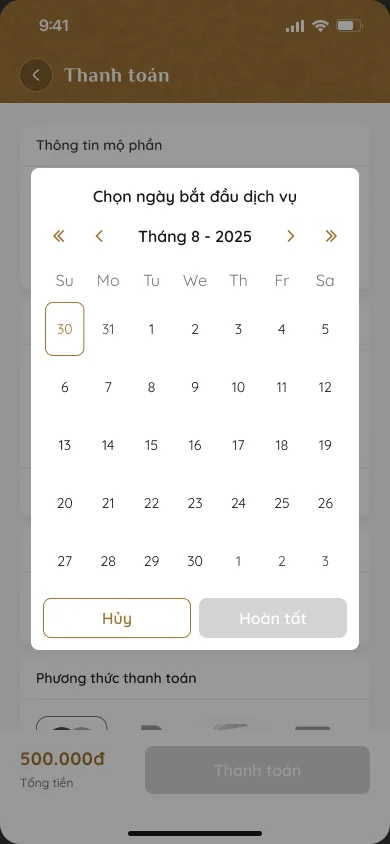 9:41
Thanh toán
Thông tin mộ phần
Chọn ngày bắt đầu dịch vụ
Tháng 8 - 2025
Su Mo Tu We Th Fr Sa
30 31 1 2 3 4 5
6 7 8 9 10 11 12
13 14 15 16 17 18 19
20 21 22 23 24 25 26
27 28 29 30 1 2 3
Hủy Hoàn tất
Phương thức thanh toán
500.000đ
Tổng tiền
Thanh toán